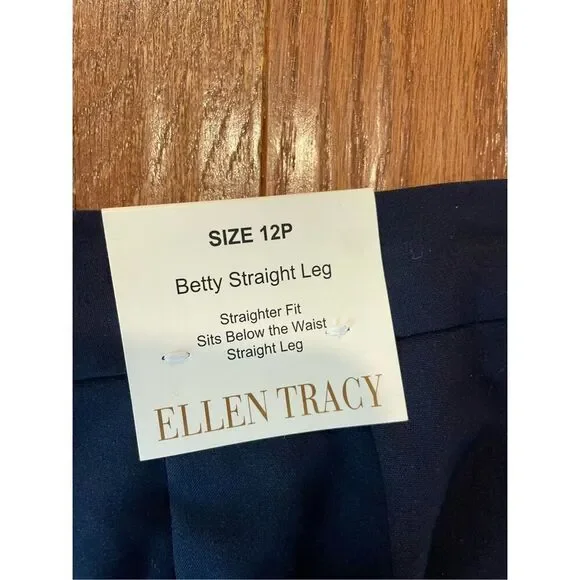 SIZE 12P
Betty Straight Leg
Straighter Fit
Sits Below the Waist
Straight Leg
ELLEN TRACY